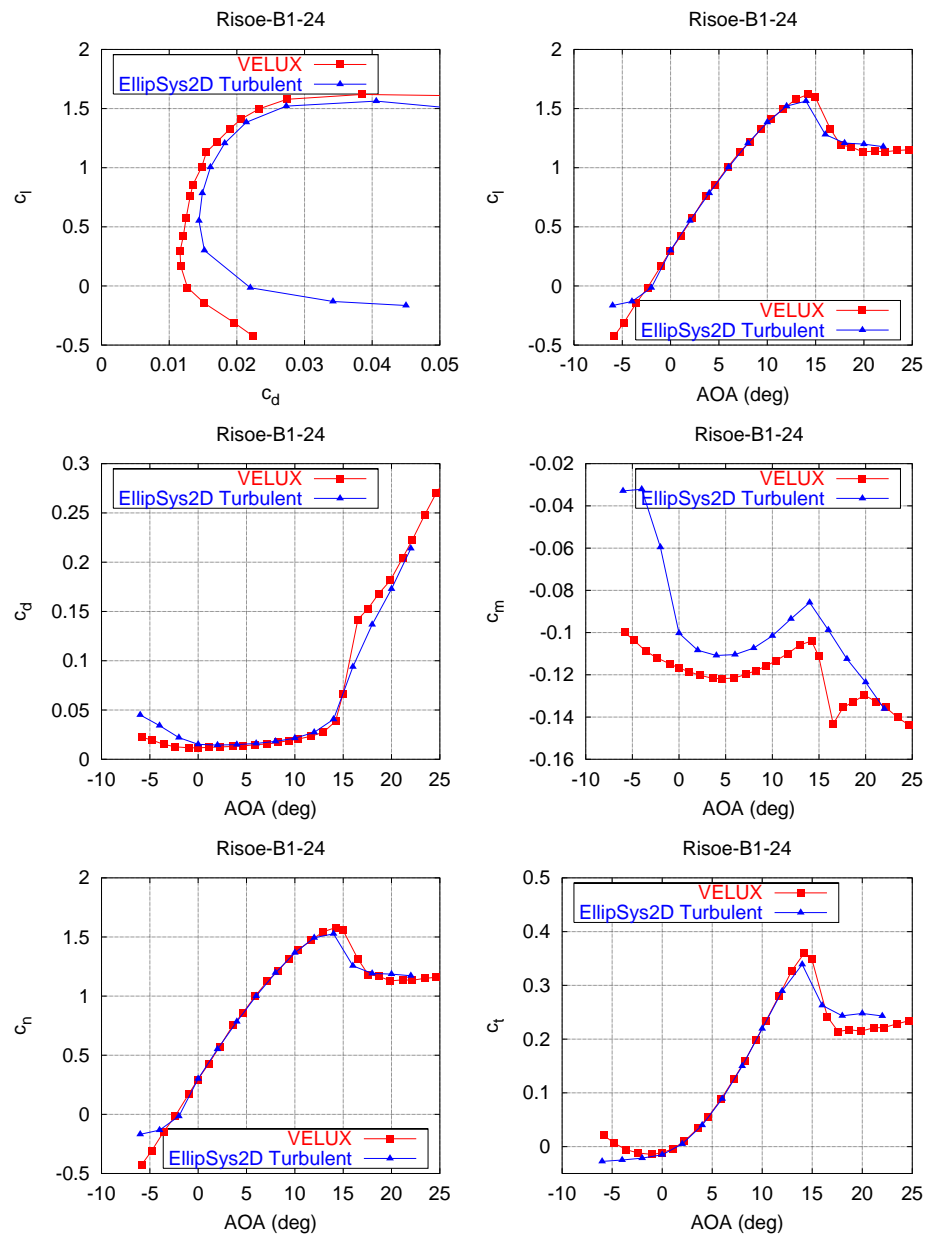 Risoe-B1-24
VELUX
EllipSys2D Turbulent
c_l
2
1.5
1
0.5
0
-0.5
0
0.01
0.02
0.03
0.04
0.05
c_d
Risoe-B1-24
c_l
2
1.5
1
0.5
0
-0.5
VELUX
EllipSys2D Turbulent
-10
-5
0
5
10
15
20
25
AOA (deg)
Risoe-B1-24
VELUX
EllipSys2D Turbulent
c_d
0.3
0.25
0.2
0.15
0.1
0.05
0
-10
-5
0
5
10
15
20
25
AOA (deg)
Risoe-B1-24
VELUX
EllipSys2D Turbulent
c_m
-0.02
-0.04
-0.06
-0.08
-0.1
-0.12
-0.14
-0.16
-10
-5
0
5
10
15
20
25
AOA (deg)
Risoe-B1-24
c_n
2
1.5
1
0.5
0
-0.5
VELUX
EllipSys2D Turbulent
-10
-5
0
5
10
15
20
25
AOA (deg)
Risoe-B1-24
VELUX
EllipSys2D Turbulent
c_t
0.5
0.4
0.3
0.2
0.1
0
-10
-5
0
5
10
15
20
25
AOA (deg)